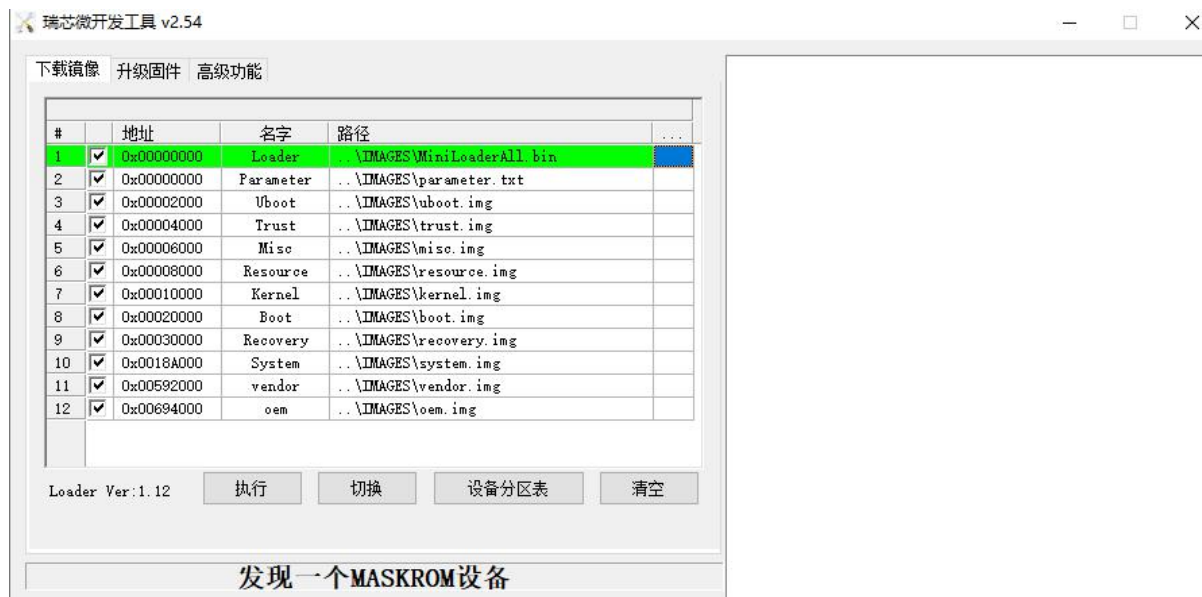 瑞芯微开发工具 v2.54
下载镜像 升级固件 高级功能
# 地址 名字 路径 ...
1 0x00000000 Loader ..\IMAGES\MiniLoaderAll.bin
2 0x00000000 Parameter ..\IMAGES\parameter.txt
3 0x00002000 Uboot ..\IMAGES\uboot.img
4 0x00004000 Trust ..\IMAGES\trust.img
5 0x00006000 Misc ..\IMAGES\misc.img
6 0x00008000 Resource ..\IMAGES\resource.img
7 0x00010000 Kernel ..\IMAGES\kernel.img
8 0x00020000 Boot ..\IMAGES\boot.img
9 0x00030000 Recovery ..\IMAGES\recovery.img
10 0x0018A000 System ..\IMAGES\system.img
11 0x00592000 vendor ..\IMAGES\vendor.img
12 0x00694000 oem ..\IMAGES\oem.img
Loader Ver:1.12 执行 切换 设备分区表 清空
发现一个MASKROM设备